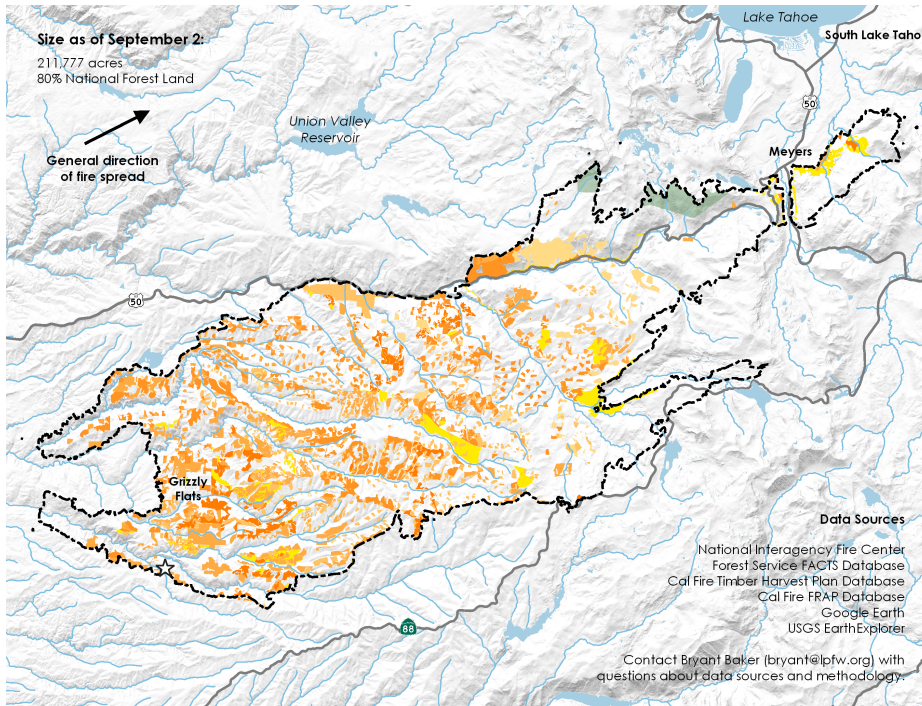 Lake Tahoe
Size as of September 2:
South Lake Taho
211,777 acres
80% National Forest Land
50
Union Valley
Reservoir
General direction
of fire spread
Meyers
50
Grizzly
Flats
Data Sources
National Interagency Fire Center
Forest Service FACTS Database
Cal Fire Timber Harvest Plan Database
Cal Fire FRAP Database
Google Earth
USGS EarthExplorer
88
Contact Bryant Baker (bryant@lpfw.org) with
questions about data sources and methodology.